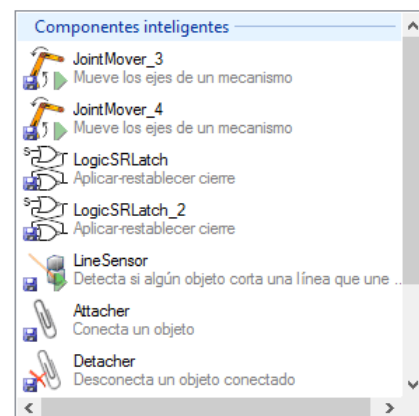 Componentes inteligentes
JointMover_3
Mueve los ejes de un mecanismo
JointMover_4
Mueve los ejes de un mecanismo
LogicSRLatch
Aplicar-restablecer cierre
LogicSRLatch_2
Aplicar-restablecer cierre
LineSensor
Detecta si algún objeto corta una línea que une ...
Attacher
Conecta un objeto
Detacher
Desconecta un objeto conectado